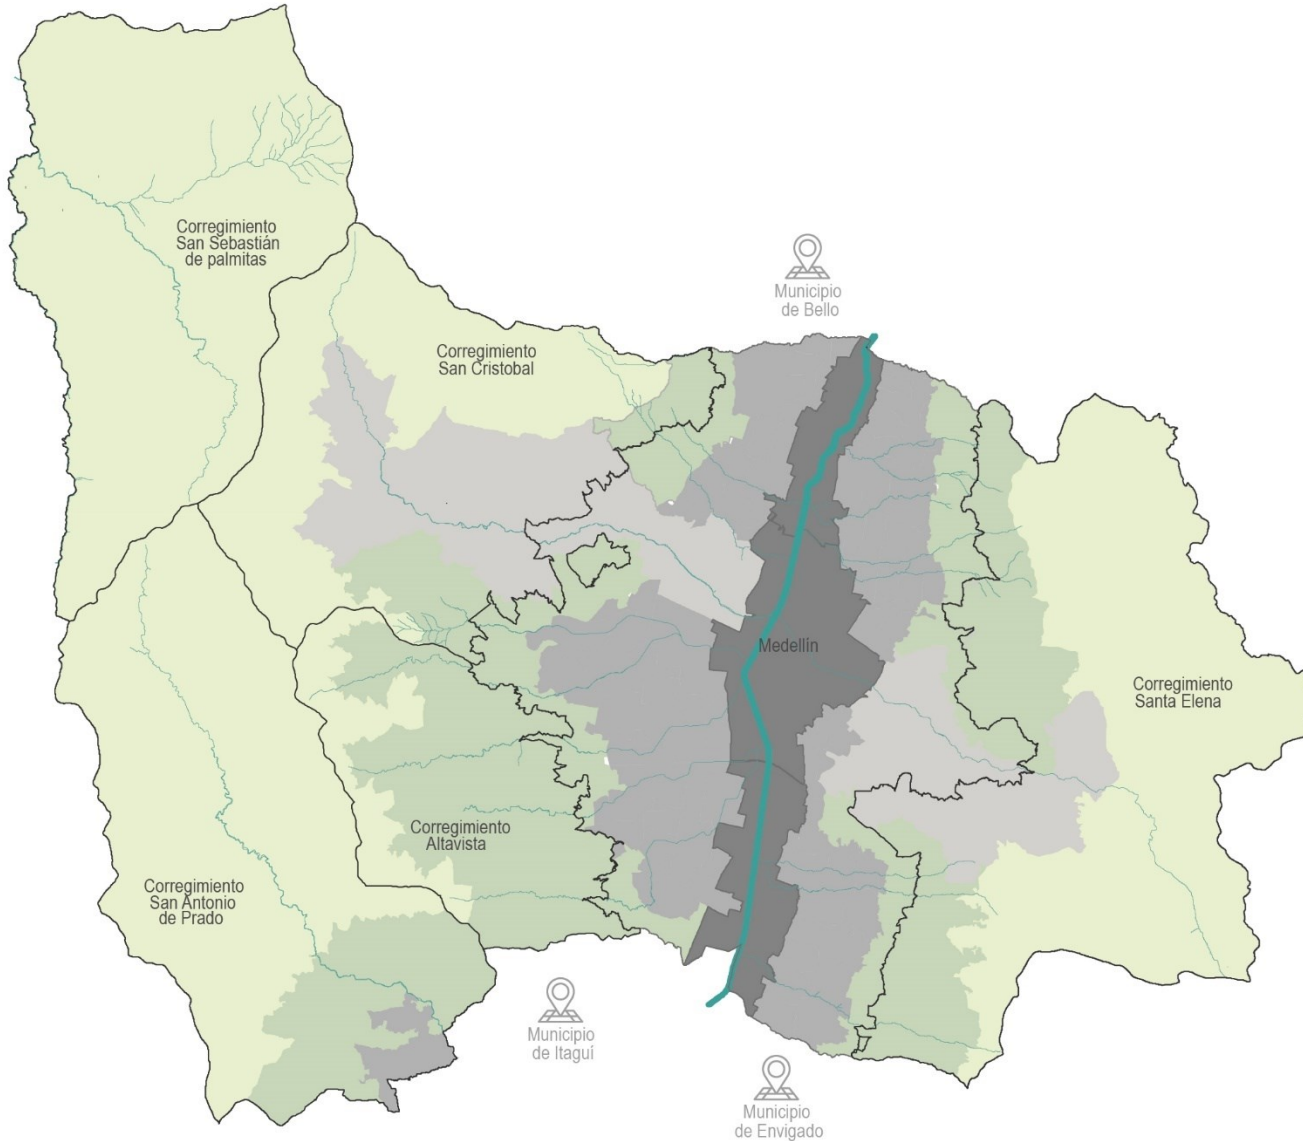 Corregimiento
San Sebastián
de palmitas
Municipio
de Bello
Corregimiento
San Cristobal
Medellín
Corregimiento
Santa Elena
Corregimiento
Altavista
Corregimiento
San Antonio
de Prado
Municipio
de Itaguí
Municipio
de Envigado